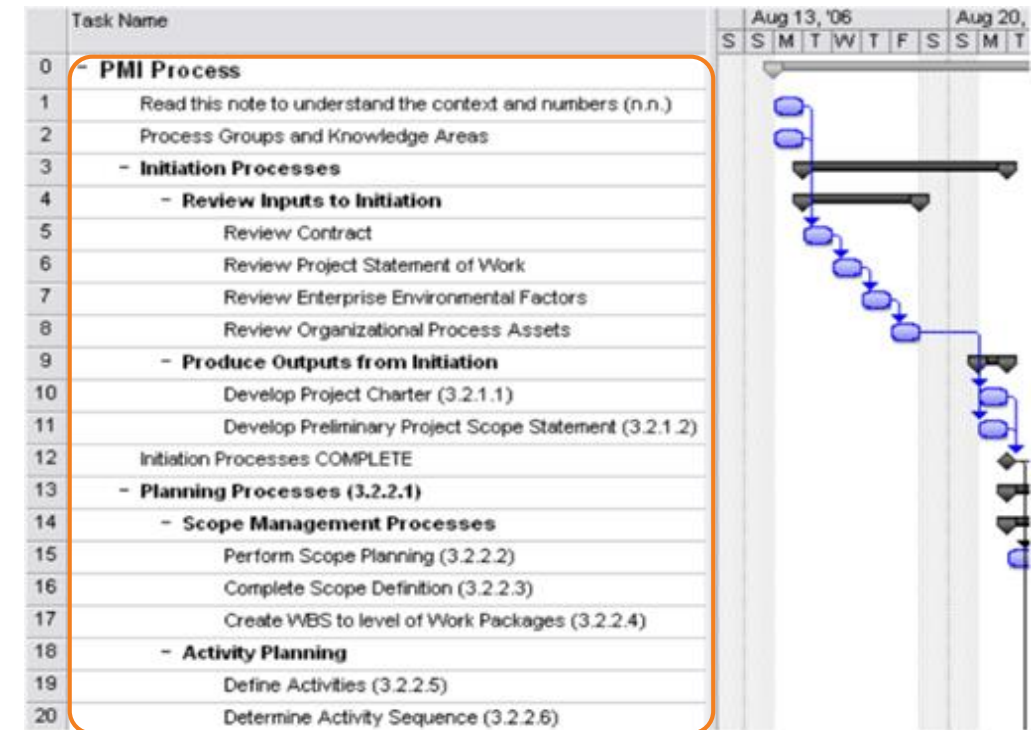 Task Name
Aug 13, '06 Aug 20,
S S M T W T F S S M T
0 - PMI Process
1 Read this note to understand the context and numbers (n.n.)
2 Process Groups and Knowledge Areas
3 - Initiation Processes
4 - Review Inputs to Initiation
5 Review Contract
6 Review Project Statement of Work
7 Review Enterprise Environmental Factors
8 Review Organizational Process Assets
9 - Produce Outputs from Initiation
10 Develop Project Charter (3.2.1.1)
11 Develop Preliminary Project Scope Statement (3.2.1.2)
12 Initiation Processes COMPLETE
13 - Planning Processes (3.2.2.1)
14 - Scope Management Processes
15 Perform Scope Planning (3.2.2.2)
16 Complete Scope Definition (3.2.2.3)
17 Create WBS to level of Work Packages (3.2.2.4)
18 - Activity Planning
19 Define Activities (3.2.2.5)
20 Determine Activity Sequence (3.2.2.6)